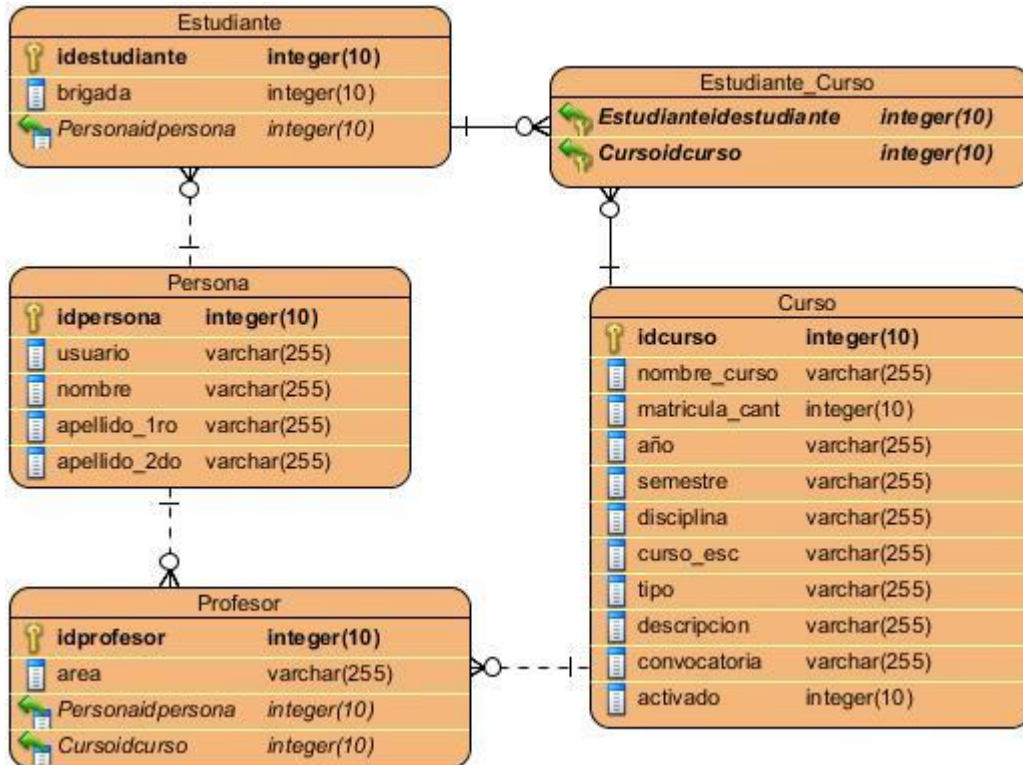 Estudiante
idestudiante integer(10)
brigada integer(10)
Personaidpersona integer(10)
Estudiante_Curso
Estudianteidestudiante integer(10)
Cursoidcurso integer(10)
Persona
idpersona integer(10)
usuario varchar(255)
nombre varchar(255)
apellido_1ro varchar(255)
apellido_2do varchar(255)
Curso
idcurso integer(10)
nombre_curso varchar(255)
matricula_cant integer(10)
año varchar(255)
semestre varchar(255)
disciplina varchar(255)
curso_esc varchar(255)
tipo varchar(255)
descripcion varchar(255)
convocatoria varchar(255)
activado integer(10)
Profesor
idprofesor integer(10)
area varchar(255)
Personaidpersona integer(10)
Cursoidcurso integer(10)